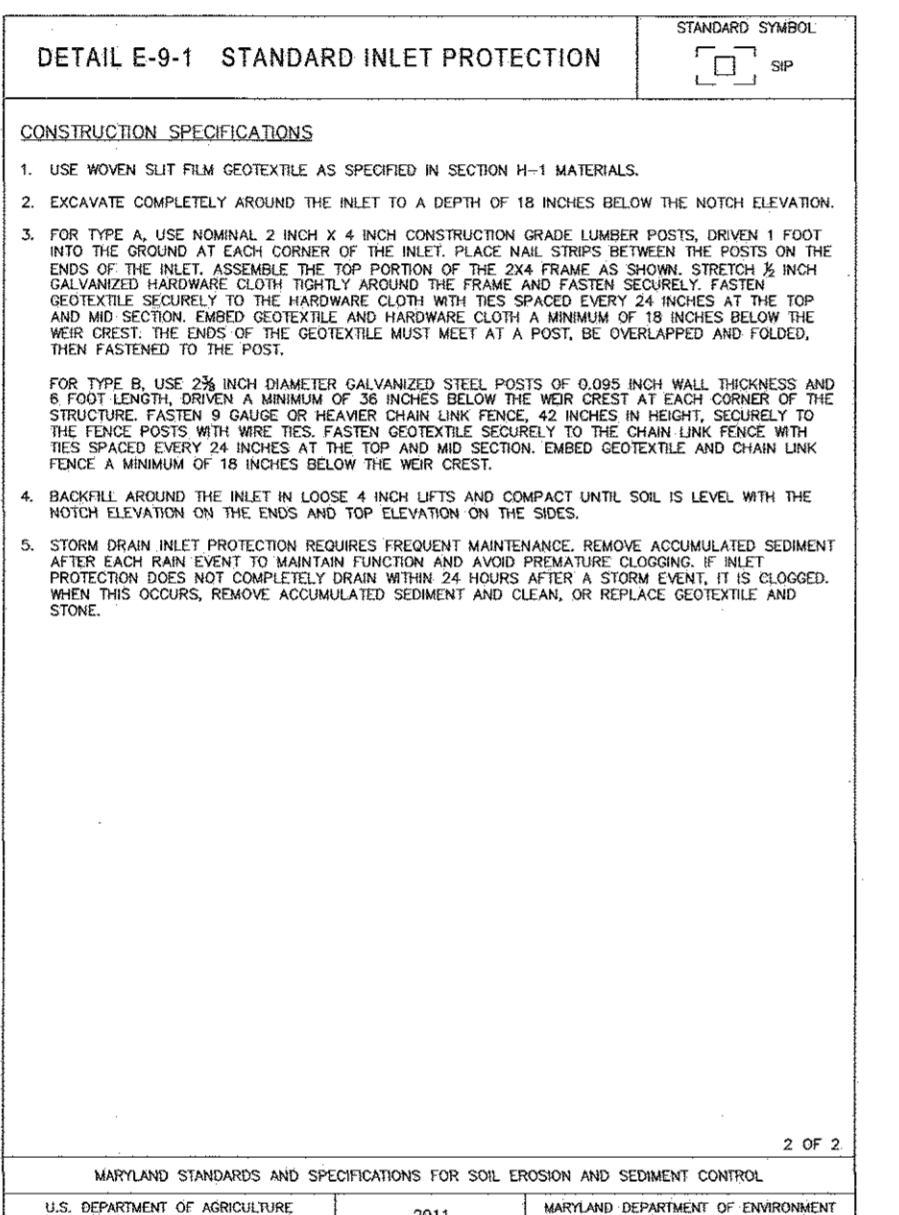 STANDARD SYMBOL
DETAIL E-9-1 STANDARD INLET PROTECTION
SIP
CONSTRUCTION SPECIFICATIONS
1. USE WOVEN SLIT FILM GEOTEXTILE AS SPECIFIED IN SECTION H-1 MATERIALS.
2. EXCAVATE COMPLETELY AROUND THE INLET TO A DEPTH OF 18 INCHES BELOW THE NOTCH ELEVATION.
3. FOR TYPE A, USE NOMINAL 2 INCH X 4 INCH CONSTRUCTION GRADE LUMBER POSTS, DRIVEN 1 FOOT
INTO THE GROUND AT EACH CORNER OF THE INLET. PLACE NAIL STRIPS BETWEEN THE POSTS ON THE
ENDS OF THE INLET. ASSEMBLE THE TOP PORTION OF THE 2X4 FRAME AS SHOWN. STRETCH ½ INCH
GALVANIZED HARDWARE CLOTH TIGHTLY AROUND THE FRAME AND FASTEN SECURELY. FASTEN
GEOTEXTILE SECURELY TO THE HARDWARE CLOTH WITH TIES SPACED EVERY 24 INCHES AT THE TOP
AND MID SECTION. EMBED GEOTEXTILE AND HARDWARE CLOTH A MINIMUM OF 18 INCHES BELOW THE
WEIR CREST. THE ENDS OF THE GEOTEXTILE MUST MEET AT A POST, BE OVERLAPPED AND FOLDED,
THEN FASTENED TO THE POST.
FOR TYPE B, USE 2⅜ INCH DIAMETER GALVANIZED STEEL POSTS OF 0.095 INCH WALL THICKNESS AND
6 FOOT LENGTH, DRIVEN A MINIMUM OF 36 INCHES BELOW THE WEIR CREST AT EACH CORNER OF THE
STRUCTURE. FASTEN 9 GAUGE OR HEAVIER CHAIN LINK FENCE, 42 INCHES IN HEIGHT, SECURELY TO
THE FENCE POSTS WITH WIRE TIES. FASTEN GEOTEXTILE SECURELY TO THE CHAIN LINK FENCE WITH
TIES SPACED EVERY 24 INCHES AT THE TOP AND MID SECTION. EMBED GEOTEXTILE AND CHAIN LINK
FENCE A MINIMUM OF 18 INCHES BELOW THE WEIR CREST.
4. BACKFILL AROUND THE INLET IN LOOSE 4 INCH LIFTS AND COMPACT UNTIL SOIL IS LEVEL WITH THE
NOTCH ELEVATION ON THE ENDS AND TOP ELEVATION ON THE SIDES.
5. STORM DRAIN INLET PROTECTION REQUIRES FREQUENT MAINTENANCE. REMOVE ACCUMULATED SEDIMENT
AFTER EACH RAIN EVENT TO MAINTAIN FUNCTION AND AVOID PREMATURE CLOGGING. IF INLET
PROTECTION DOES NOT COMPLETELY DRAIN WITHIN 24 HOURS AFTER A STORM EVENT, IT IS CLOGGED.
WHEN THIS OCCURS, REMOVE ACCUMULATED SEDIMENT AND CLEAN, OR REPLACE GEOTEXTILE AND
STONE.
2 OF 2
MARYLAND STANDARDS AND SPECIFICATIONS FOR SOIL EROSION AND SEDIMENT CONTROL
U.S. DEPARTMENT OF AGRICULTURE
2011
MARYLAND DEPARTMENT OF ENVIRONMENT